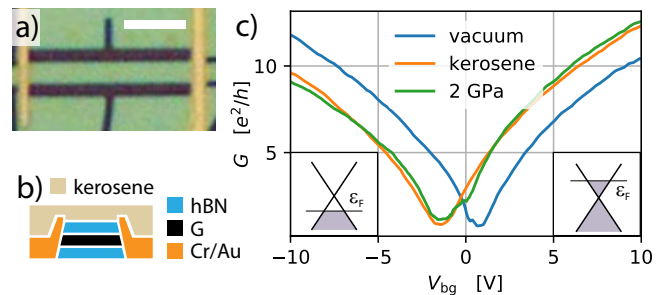 a)
b)
kerosene
hBN
G
Cr/Au
c)
vacuum
kerosene
2 GPa
G [e²/h]
10
5
εF
εF
−10
−5
0
5
10
Vbg [V]